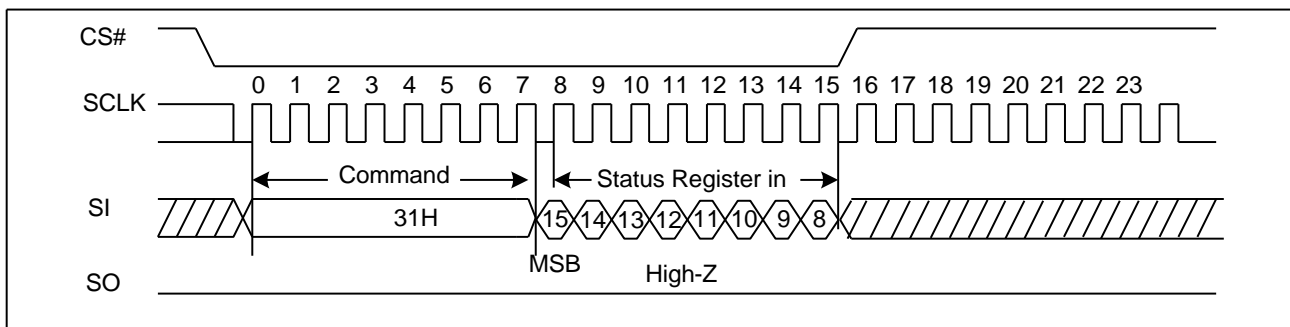 CS#
0 1 2 3 4 5 6 7 8 9 10 11 12 13 14 15 16 17 18 19 20 21 22 23
SCLK
Command Status Register in
SI 31H 15 14 13 12 11 10 9 8
MSB High-Z
SO